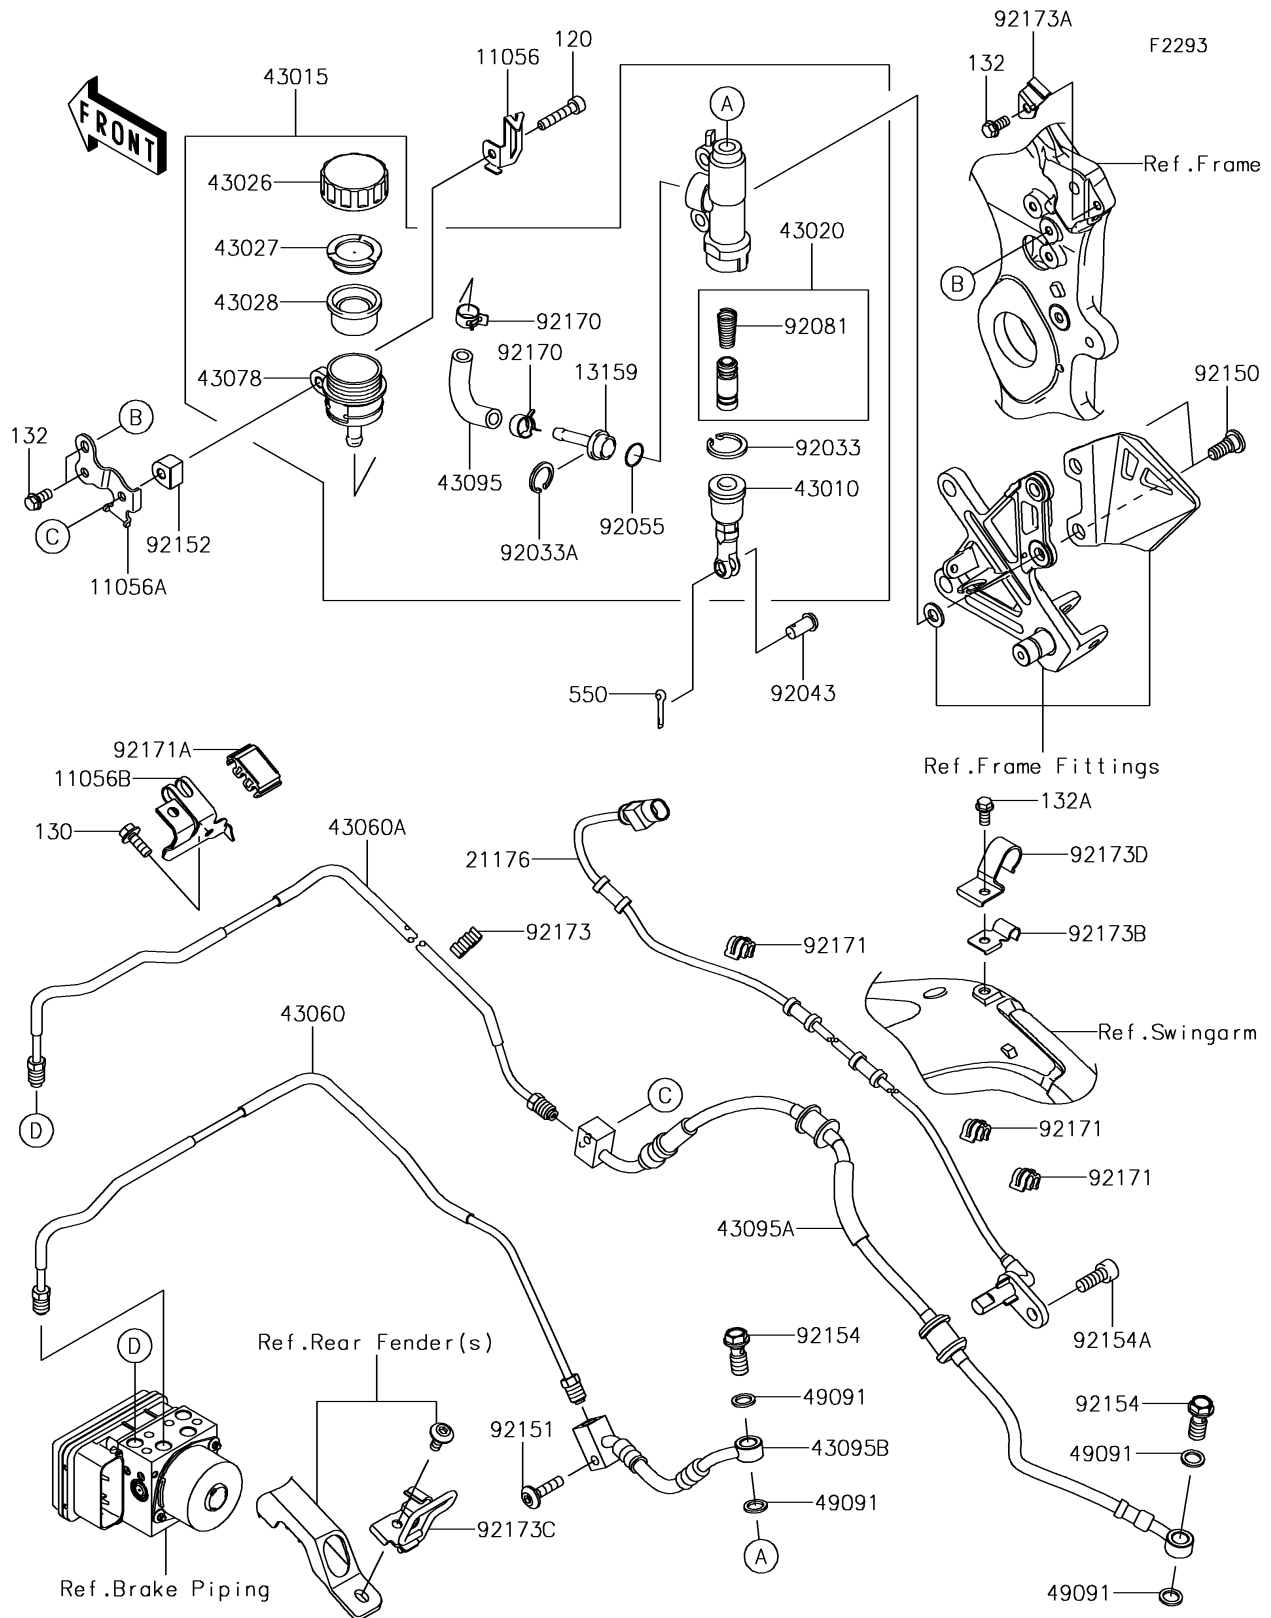 92173A
F2293
120
11056
132
43015
A
FRONT
Ref.Frame
43026
43020
43027
B
43028
92170
92081
92170
13159
43078
92150
B
132
92033
43095
43010
C
92152
92055
92033A
11056A
550
92043
92171A
Ref.Frame Fittings
11056B
132A
130
43060A
21176
92173D
92173
92171
92173B
43060
Ref.Swingarm
C
D
92171
92171
43095A
Ref.Rear Fender(s)
D
92154
92154A
49091
92154
92151
43095B
49091
49091
92173C
A
Ref.Brake Piping
49091